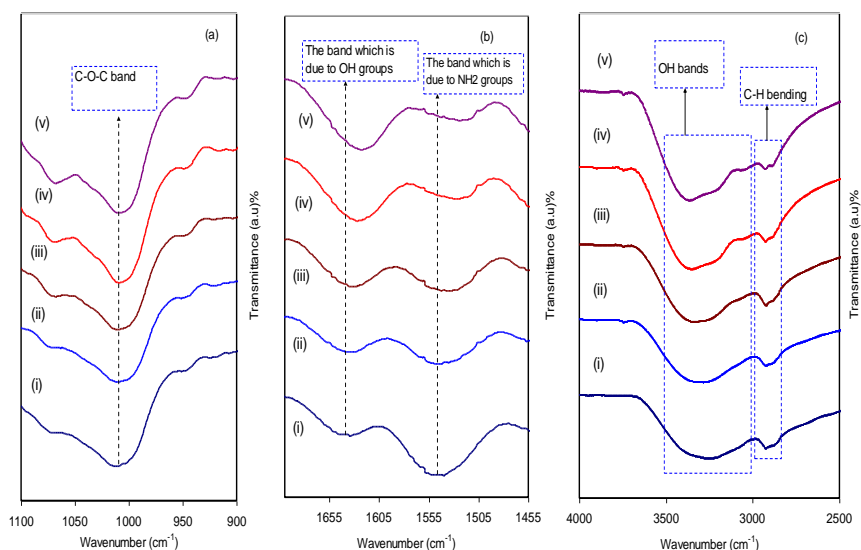 (a)
C-O-C band
(v)
(iv)
(iii)
(ii)
(i)
1100
1050
1000
950
900
Wavenumber (cm-1)
Transmittance (a.u)%
(b)
The band which is
due to OH groups
The band which is
due to NH2 groups
(v)
(iv)
(iii)
(ii)
(i)
1655
1605
1555
1505
1455
Wavenumber (cm-1)
Transmittance (a.u)%
(c)
OH bands
C-H bending
(v)
(iv)
(iii)
(ii)
(i)
4000
3500
3000
2500
Wavenumber (cm-1)
Transmittance (a.u)%